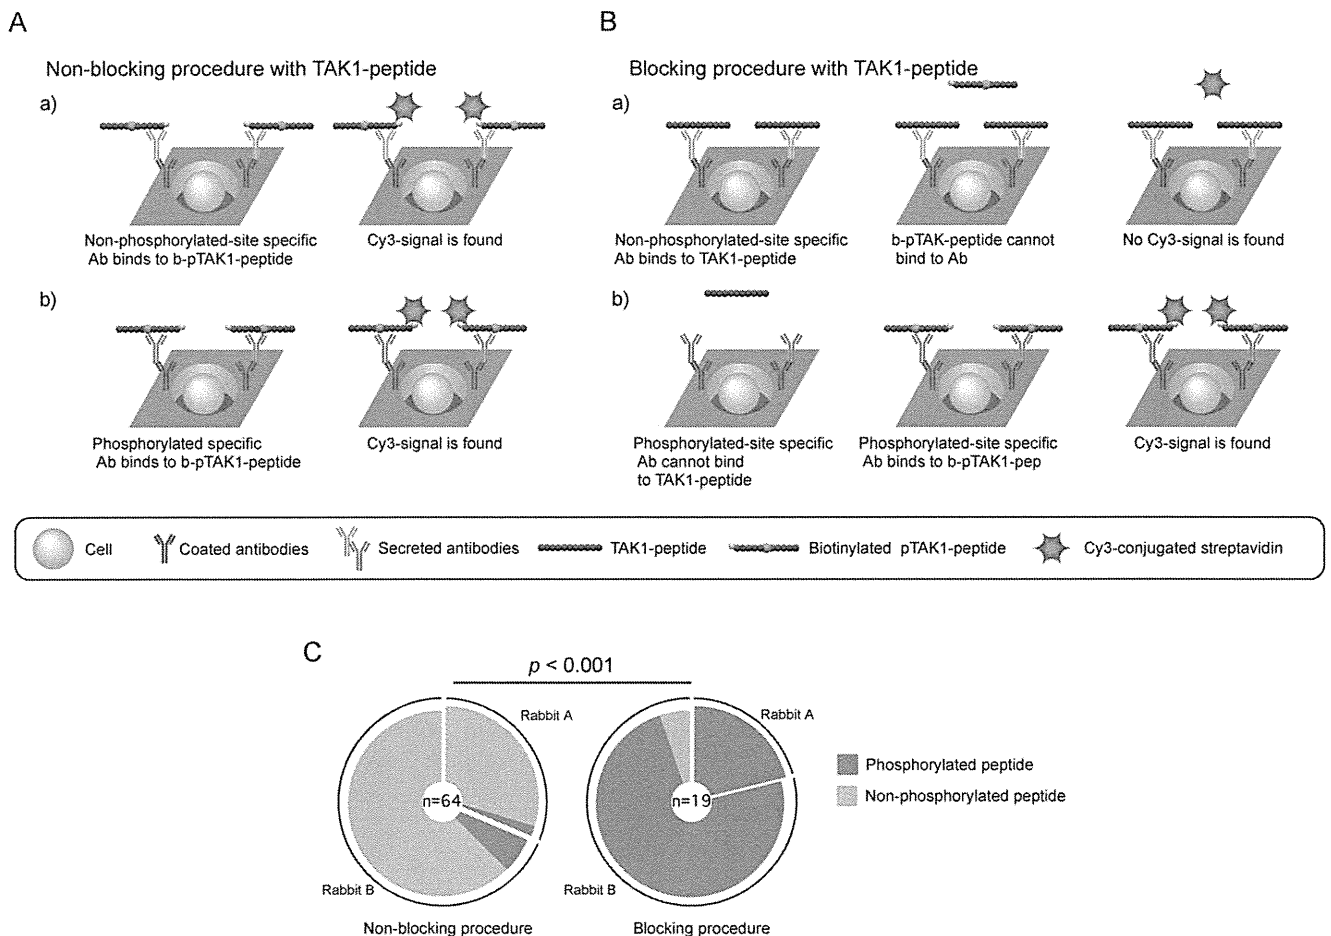 A
Non-blocking procedure with TAK1-peptide
a)
Non-phosphorylated-site specific
Ab binds to b-pTAK1-peptide
Cy3-signal is found
b)
Phosphorylated specific
Ab binds to b-pTAK1-peptide
Cy3-signal is found
B
Blocking procedure with TAK1-peptide
a)
Non-phosphorylated-site specific
Ab binds to TAK1-peptide
b-pTAK-peptide cannot
bind to Ab
No Cy3-signal is found
b)
Phosphorylated-site specific
Ab cannot bind
to TAK1-peptide
Phosphorylated-site specific
Ab binds to b-pTAK1-pep
Cy3-signal is found
Cell
Coated antibodies
Secreted antibodies
TAK1-peptide
Biotinylated pTAK1-peptide
Cy3-conjugated streptavidin
C
p < 0.001
Rabbit A
n=64
Rabbit B
Non-blocking procedure
Rabbit A
n=19
Rabbit B
Blocking procedure
Phosphorylated peptide
Non-phosphorylated peptide